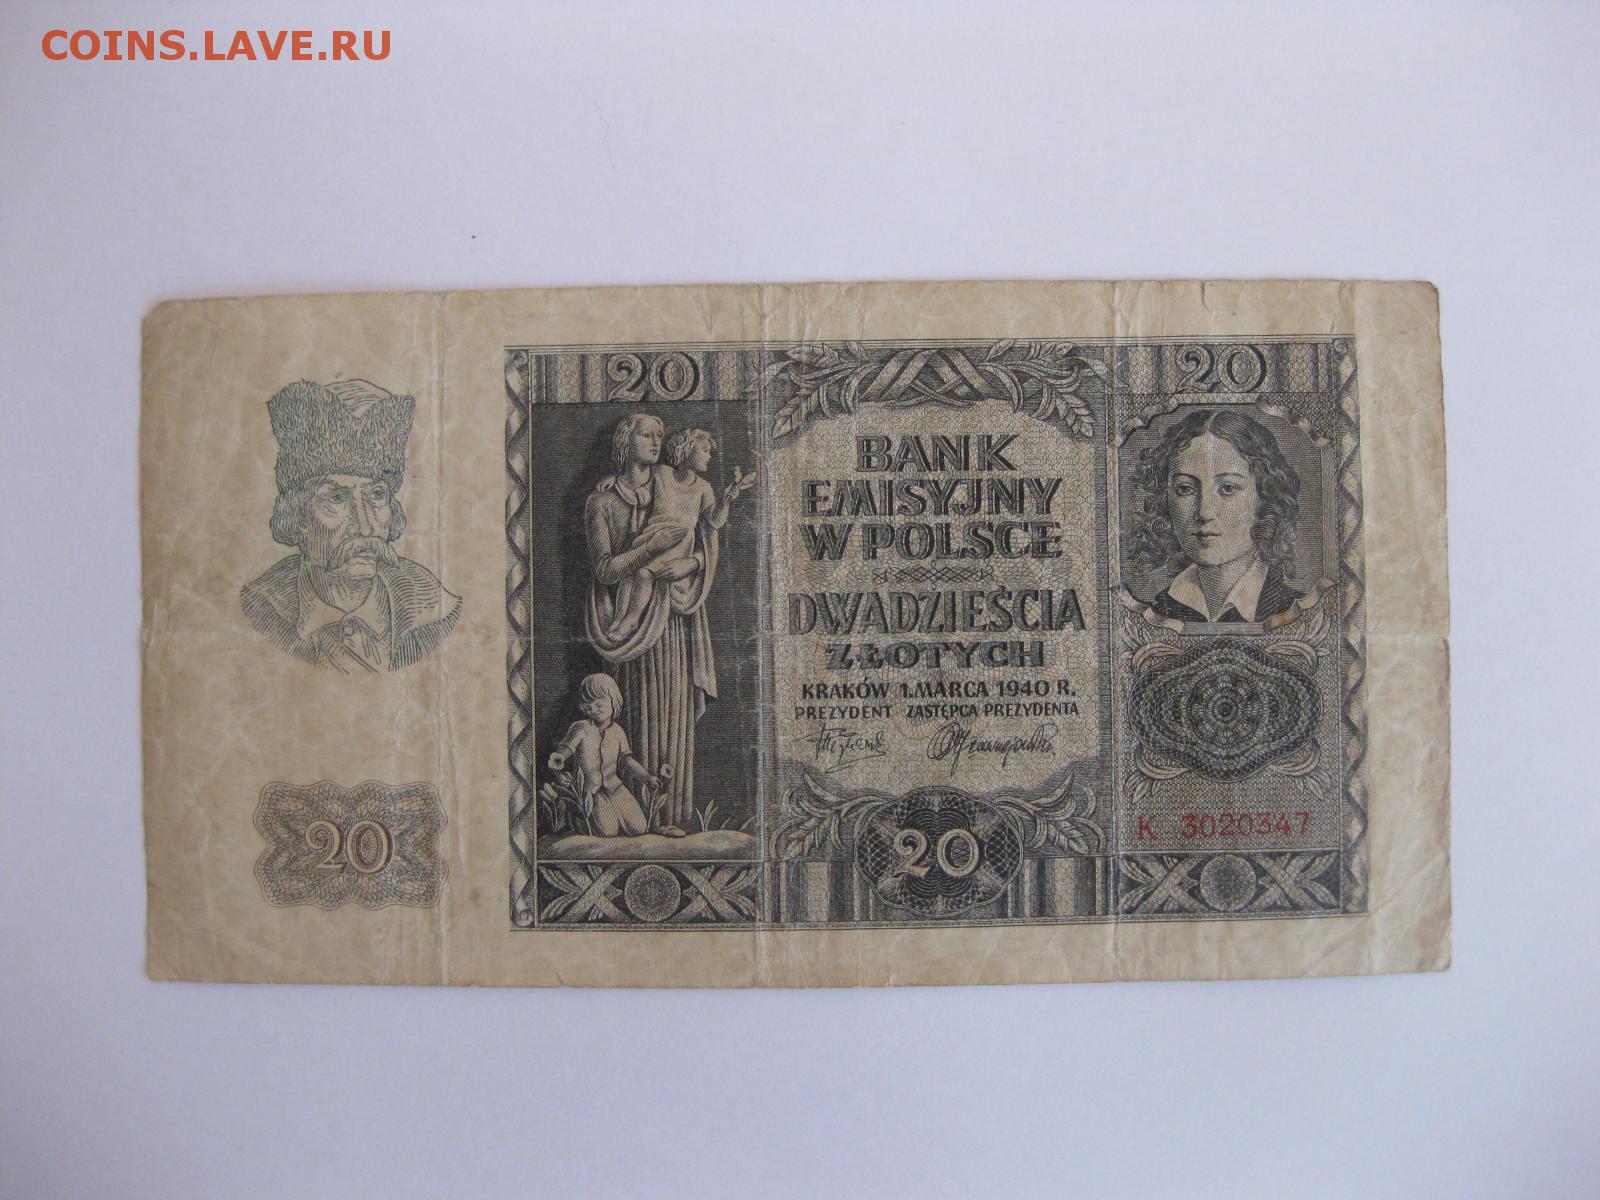 COINS.LAVE.RU
20
20
BANK
EMISYJNY
W POLSCE
DWADZIEŚCIA
ZŁOTYCH
KRAKÓW 1. MARCA 1940 R.
PREZYDENT ZASTĘPCA PREZYDENTA
K 3020347
20
20